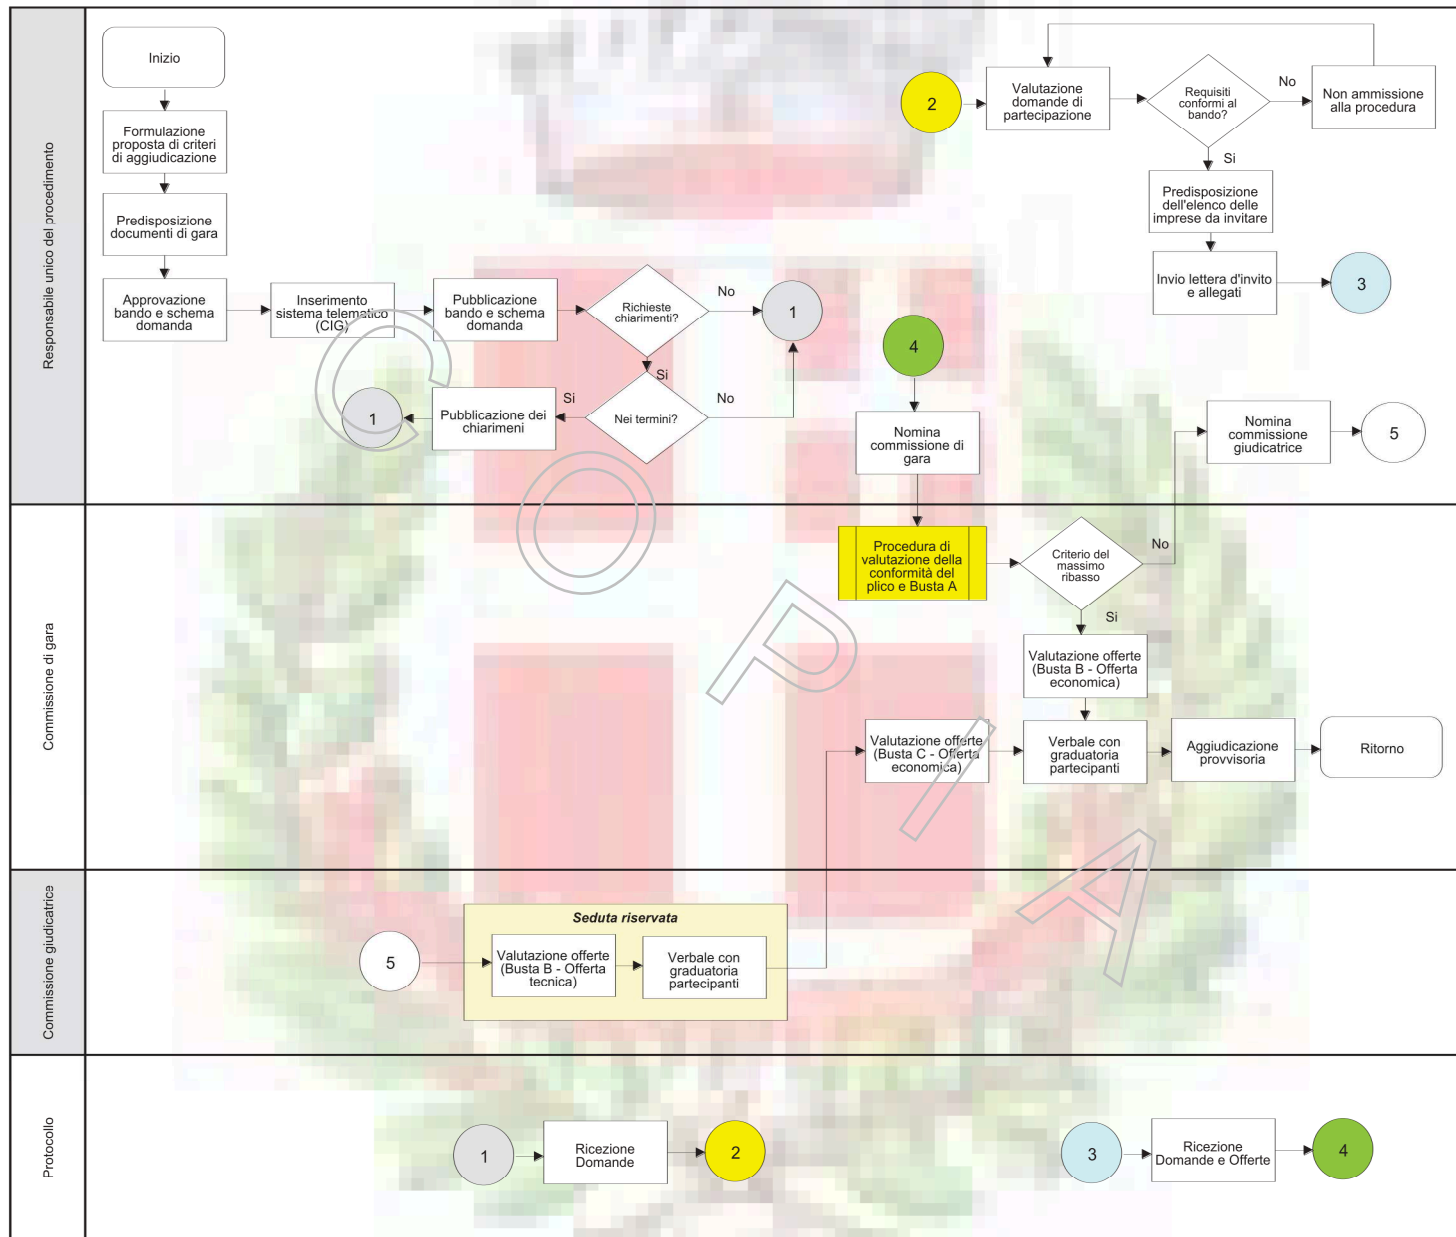 Responsabile unico del procedimento
Inizio
Formulazione
proposta di criteri
di aggiudicazione
Predisposizione
documenti di gara
Approvazione
bando e schema
domanda
Inserimento
sistema telematico
(CIG)
Pubblicazione
bando e schema
domanda
Richieste
chiarimenti?
No
1
Si
Nei termini?
No
Si
Pubblicazione dei
chiarimeni
1
2
Valutazione
domande di
partecipazione
Requisiti
conformi al
bando?
No
Non ammissione
alla procedura
Si
Predisposizione
dell'elenco delle
imprese da invitare
Invio lettera d'invito
e allegati
3
4
Nomina
commissione di
gara
Nomina
commissione
giudicatrice
5
Commissione di gara
Procedura di
valutazione della
conformità del
plico e Busta A
Criterio del
massimo
ribasso
No
Si
Valutazione offerte
(Busta B - Offerta
economica)
Valutazione offerte
(Busta C - Offerta
economica)
Verbale con
graduatoria
partecipanti
Aggiudicazione
provvisoria
Ritorno
Commissione giudicatrice
5
Seduta riservata
Valutazione offerte
(Busta B - Offerta
tecnica)
Verbale con
graduatoria
partecipanti
Protocollo
1
Ricezione
Domande
2
3
Ricezione
Domande e Offerte
4
COPIA